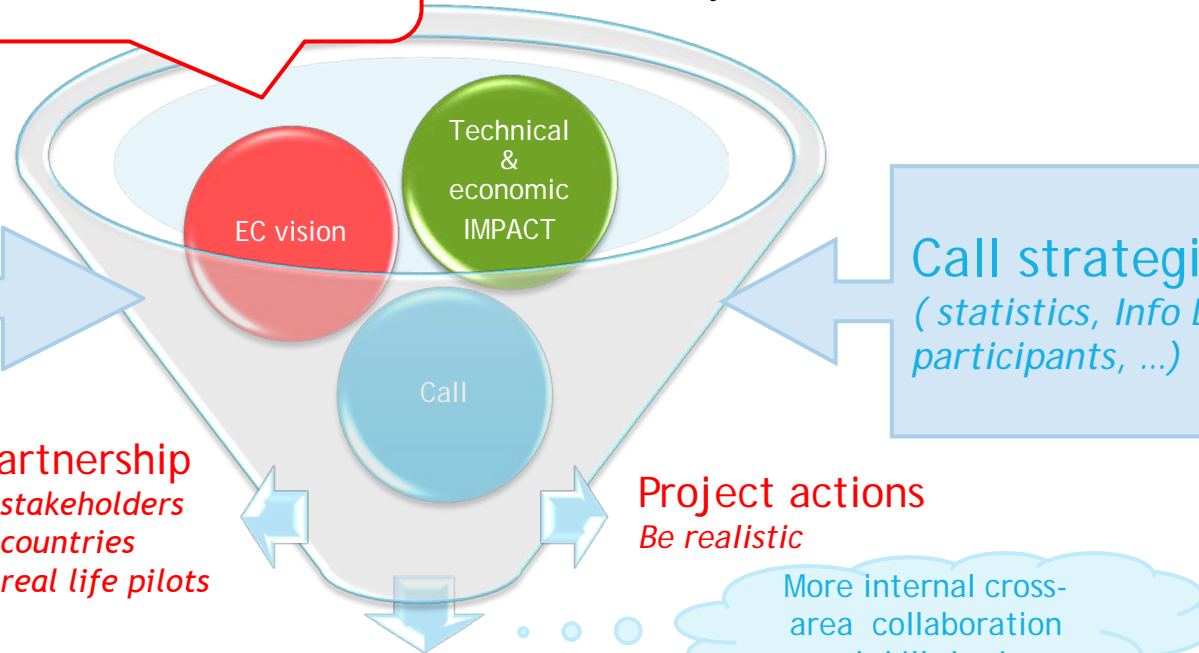 Technical
&
economic
IMPACT
EC vision
Call
Call strategi
( statistics, Info
participants, …)
artnership
stakeholders
countries
real life pilots
Project actions
Be realistic
More internal cross-
area collaboration